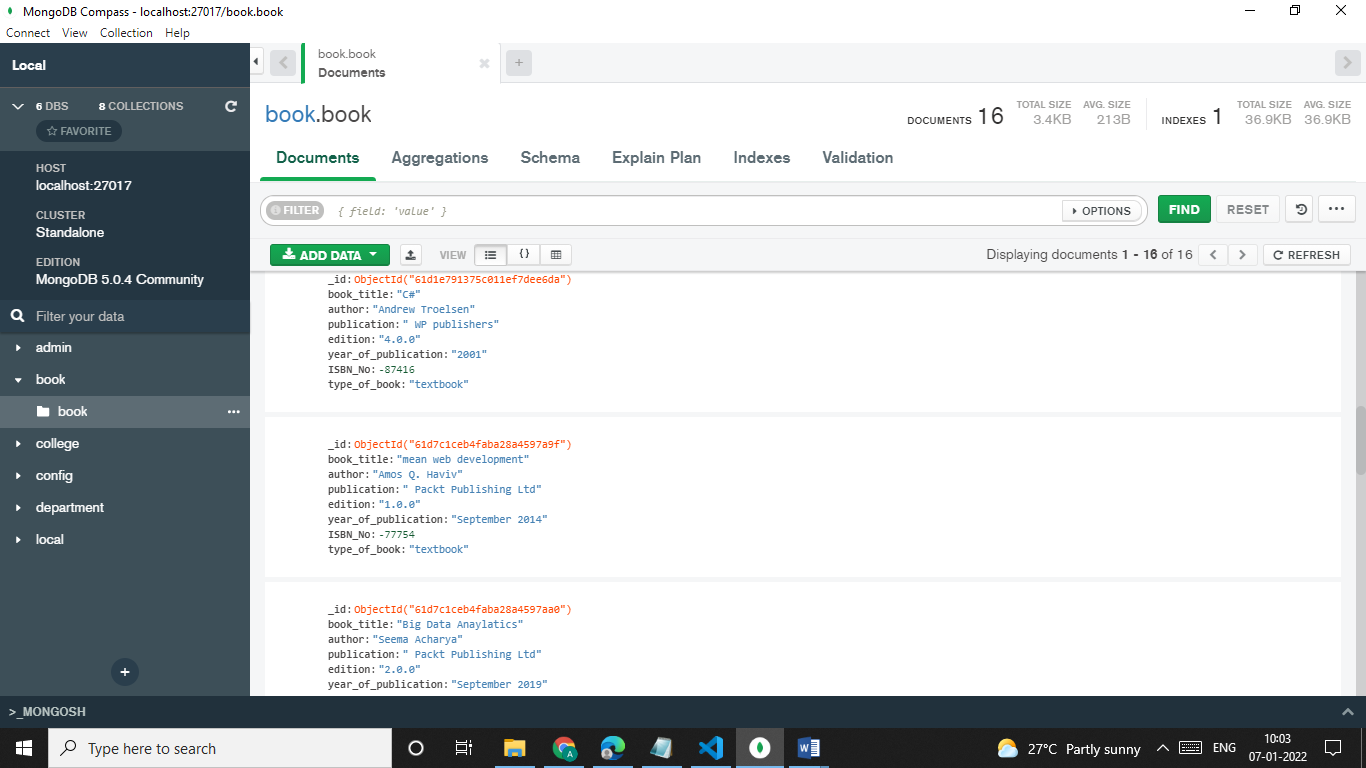 MongoDB Compass - localhost:27017/book.book
Connect View Collection Help
Local
book.book
Documents
6 DBS 8 COLLECTIONS
FAVORITE
HOST
localhost:27017
CLUSTER
Standalone
EDITION
MongoDB 5.0.4 Community
Filter your data
admin
book
book
college
config
department
local
book.book
DOCUMENTS 16 TOTAL SIZE 3.4KB AVG. SIZE 213B INDEXES 1 TOTAL SIZE 36.9KB AVG. SIZE 36.9KB
Documents Aggregations Schema Explain Plan Indexes Validation
FILTER { field: 'value' } OPTIONS FIND RESET
ADD DATA VIEW Displaying documents 1 - 16 of 16 REFRESH
_id:ObjectId("61d1e791375c011ef7dee6da")
book_title:"C#"
author:"Andrew Troelsen"
publication:" WP publishers"
edition:"4.0.0"
year_of_publication:"2001"
ISBN_No:-87416
type_of_book:"textbook"
_id:ObjectId("61d7c1ceb4faba28a4597a9f")
book_title:"mean web development"
author:"Amos Q. Haviv"
publication:" Packt Publishing Ltd"
edition:"1.0.0"
year_of_publication:"September 2014"
ISBN_No:-77754
type_of_book:"textbook"
_id:ObjectId("61d7c1ceb4faba28a4597aa0")
book_title:"Big Data Anaylatics"
author:"Seema Acharya"
publication:" Packt Publishing Ltd"
edition:"2.0.0"
year_of_publication:"September 2019"
>_MONGOSH
Type here to search
27°C Partly sunny
ENG
10:03
07-01-2022